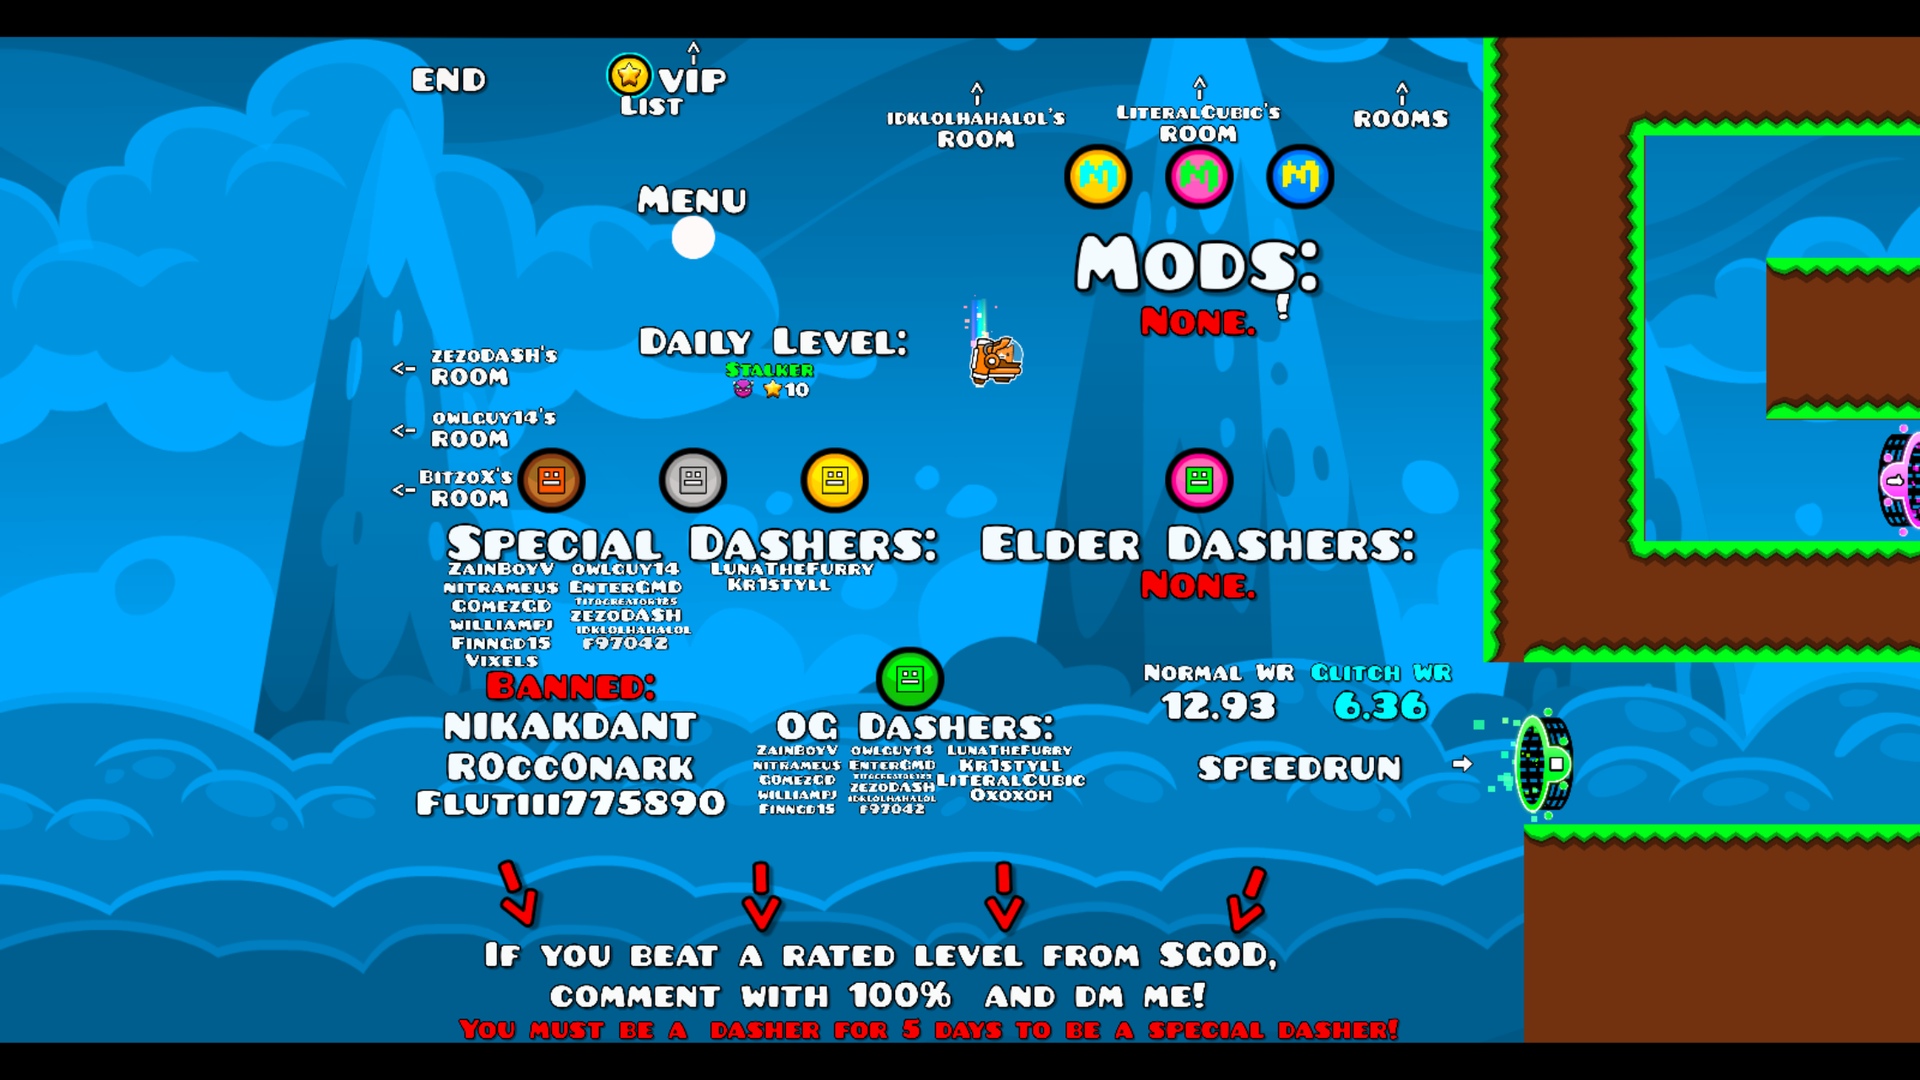 END
VIP
LIST
IDKLOLHAHALOL'S
ROOM
LITERALCUBIC'S
ROOM
ROOMS
MENU
MODS:
NONE.
!
DAILY LEVEL:
STALKER
10
<- ZEZODASH'S
ROOM
<- OWLGUY14'S
ROOM
<- BITZOX'S
ROOM
SPECIAL DASHERS:
ZAINBOYV OWLGUY14 LUNATHEFURRY
NITRAMEUS ENTERGMD KR1STYLL
GOMEZGD
WILLIAMPJ ZEZODASH
FINNGD15 IDKLOLHAHALOL
VIXELS F97042
ELDER DASHERS:
NONE.
BANNED:
NIKAKDANT
ROCCONARK
FLUTIII775890
OG DASHERS:
ZAINBOYV OWLGUY14 LUNATHEFURRY
NITRAMEUS ENTERGMD KR1STYLL
GOMEZGD LITERALCUBIC
WILLIAMPJ ZEZODASH OXOXOH
FINNGD15 IDKLOLHAHALOL
F97042
NORMAL WR GLITCH WR
12.93 6.36
SPEEDRUN
IF YOU BEAT A RATED LEVEL FROM SGOD,
COMMENT WITH 100% AND DM ME!
YOU MUST BE A DASHER FOR 5 DAYS TO BE A SPECIAL DASHER!